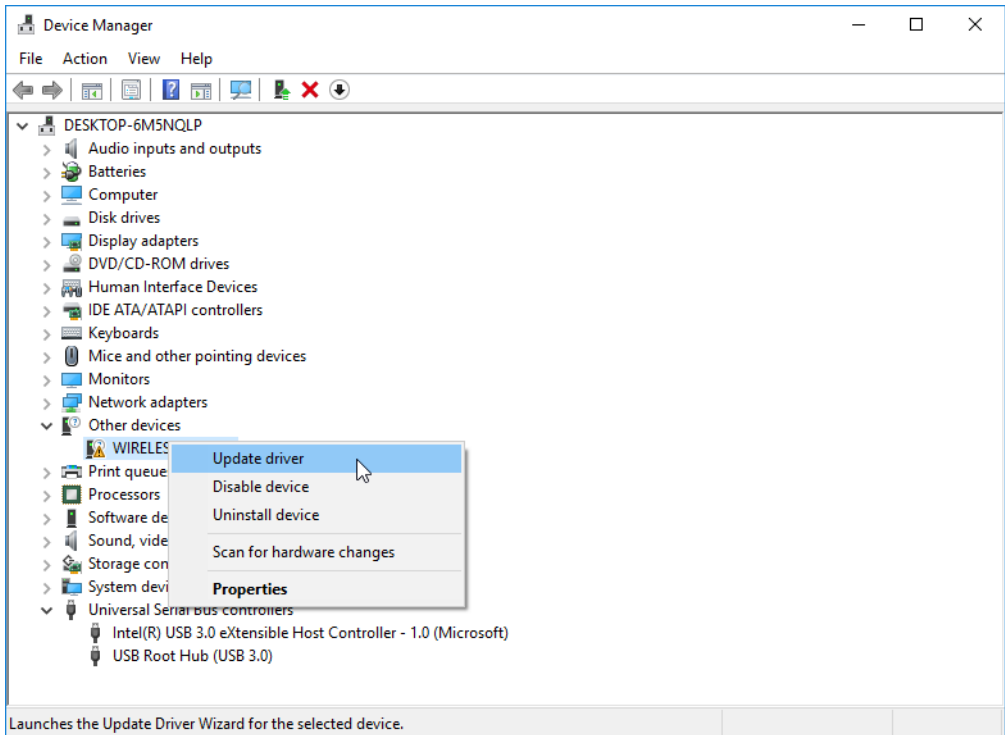 Device Manager
File Action View Help
DESKTOP-6M5NQLP
Audio inputs and outputs
Batteries
Computer
Disk drives
Display adapters
DVD/CD-ROM drives
Human Interface Devices
IDE ATA/ATAPI controllers
Keyboards
Mice and other pointing devices
Monitors
Network adapters
Other devices
WIRELES
Update driver
Print queue
Disable device
Processors
Software de
Uninstall device
Sound, vide
Scan for hardware changes
Storage con
System devi
Properties
Universal Serial Bus controllers
Intel(R) USB 3.0 eXtensible Host Controller - 1.0 (Microsoft)
USB Root Hub (USB 3.0)
Launches the Update Driver Wizard for the selected device.